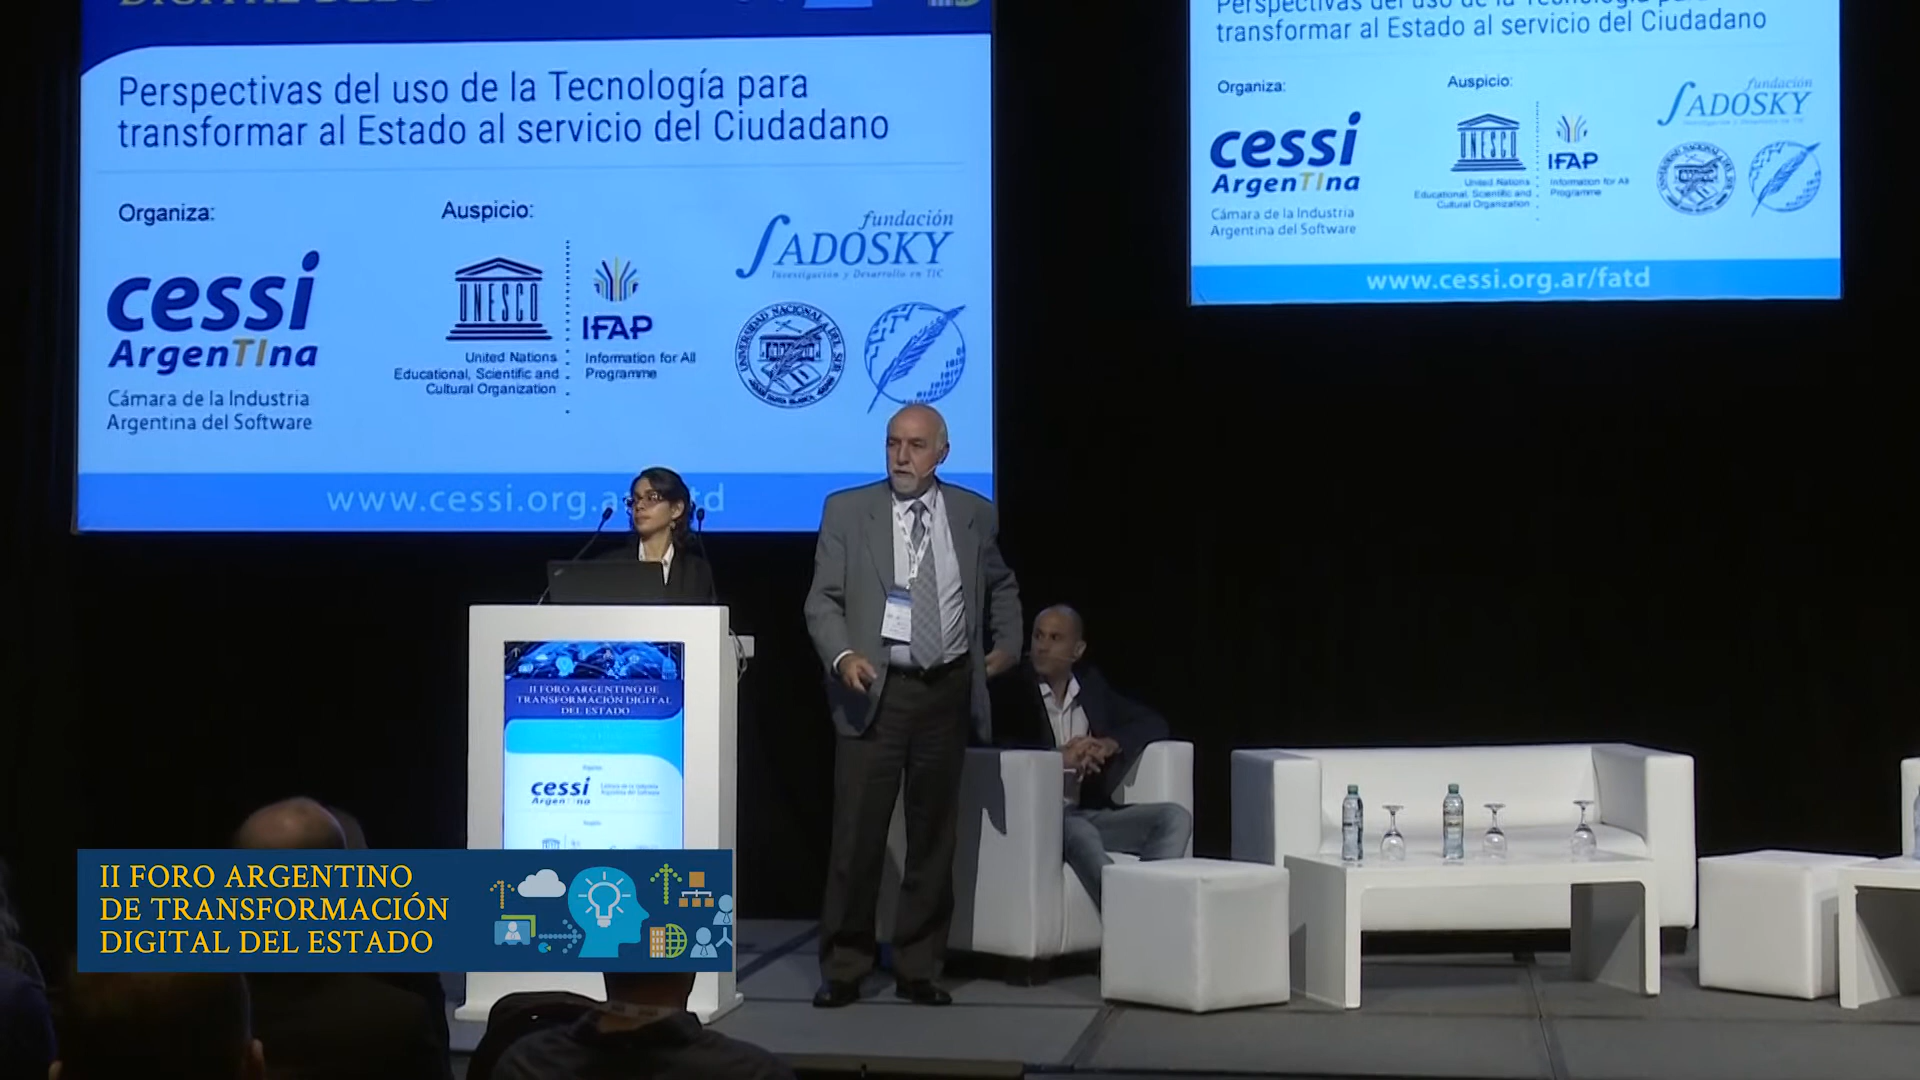 Perspectivas del uso de la Tecnología para
transformar al Estado al servicio del Ciudadano
Organiza:
Auspicio:
cessi
ArgenTIna
Cámara de la Industria
Argentina del Software
UNESCO
United Nations
Educational, Scientific and
Cultural Organization
IFAP
Information for All
Programme
fundación
SADOSKY
Investigación y Desarrollo en TIC
UNIVERSIDAD NACIONAL DEL SUR
www.cessi.org.a
td
transformar al Estado al servicio del Ciudadano
Organiza:
Auspicio:
cessi
ArgenTIna
Cámara de la Industria
Argentina del Software
UNESCO
United Nations
Educational, Scientific and
Cultural Organization
IFAP
Information for All
Programme
fundación
SADOSKY
www.cessi.org.ar/fatd
II FORO ARGENTINO DE
TRANSFORMACIÓN DIGITAL
DEL ESTADO
cessi
ArgenTIna
II FORO ARGENTINO
DE TRANSFORMACIÓN
DIGITAL DEL ESTADO